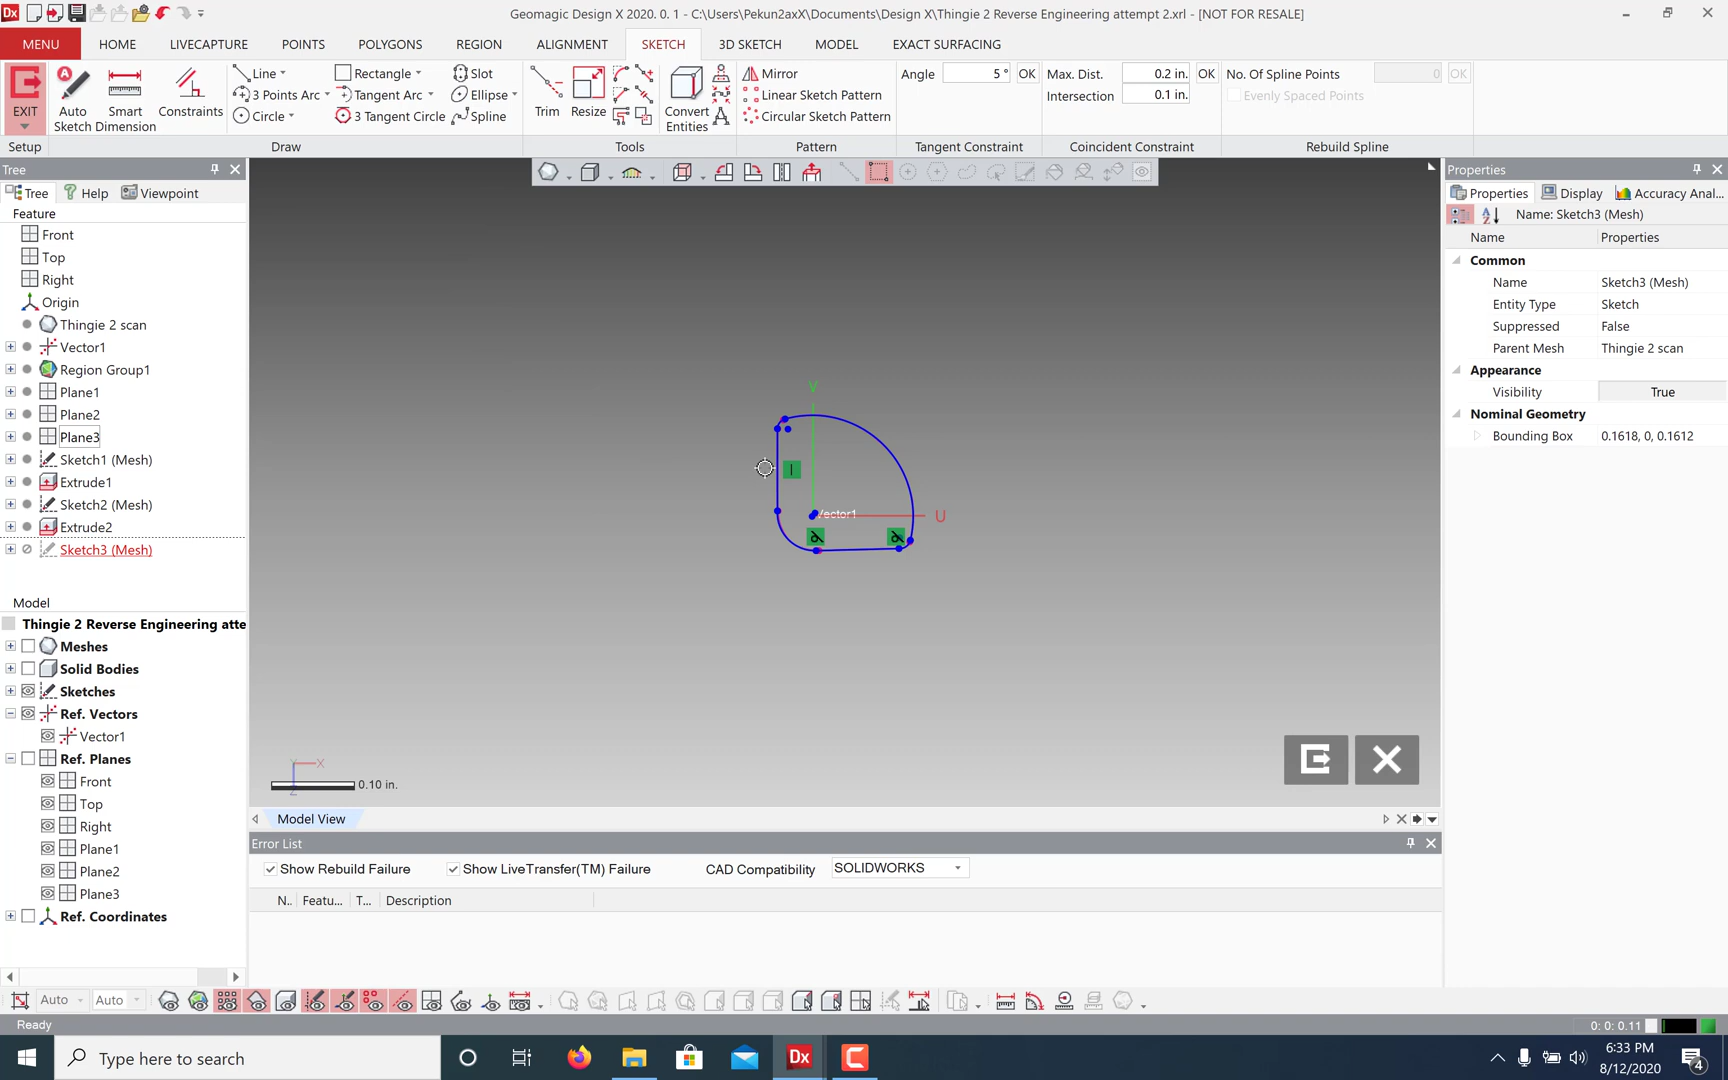 Geomagic Design X 2020. 0. 1 - C:\Users\Pekun2axX\Documents\Design X\Thingie 2 Reverse Engineering attempt 2.xrl - [NOT FOR RESALE]
MENU HOME LIVECAPTURE POINTS POLYGONS REGION ALIGNMENT SKETCH 3D SKETCH MODEL EXACT SURFACING
EXIT
Auto Sketch
Smart Dimension
Constraints
Line Rectangle Slot
3 Points Arc Tangent Arc Ellipse
Circle 3 Tangent Circle Spline
Trim Resize
Convert Entities
Mirror
Linear Sketch Pattern
Circular Sketch Pattern
Angle 5 ° OK
Max. Dist. 0.2 in. OK
Intersection 0.1 in.
No. Of Spline Points 0 OK
Evenly Spaced Points
Setup Draw Tools Pattern Tangent Constraint Coincident Constraint Rebuild Spline
Tree
Tree Help Viewpoint
Feature
Front
Top
Right
Origin
Thingie 2 scan
Vector1
Region Group1
Plane1
Plane2
Plane3
Sketch1 (Mesh)
Extrude1
Sketch2 (Mesh)
Extrude2
Sketch3 (Mesh)
Model
Thingie 2 Reverse Engineering atte
Meshes
Solid Bodies
Sketches
Ref. Vectors
Vector1
Ref. Planes
Front
Top
Right
Plane1
Plane2
Plane3
Ref. Coordinates
V
Vector1
U
X
Z
0.10 in.
Model View
Error List
Show Rebuild Failure Show LiveTransfer(TM) Failure CAD Compatibility SOLIDWORKS
N.. Featu... T... Description
Properties
Properties Display Accuracy Anal...
Name: Sketch3 (Mesh)
Name Properties
Common
Name Sketch3 (Mesh)
Entity Type Sketch
Suppressed False
Parent Mesh Thingie 2 scan
Appearance
Visibility True
Nominal Geometry
Bounding Box 0.1618, 0, 0.1612
Auto Auto
Ready
0: 0: 0.11
Type here to search
6:33 PM
8/12/2020
4